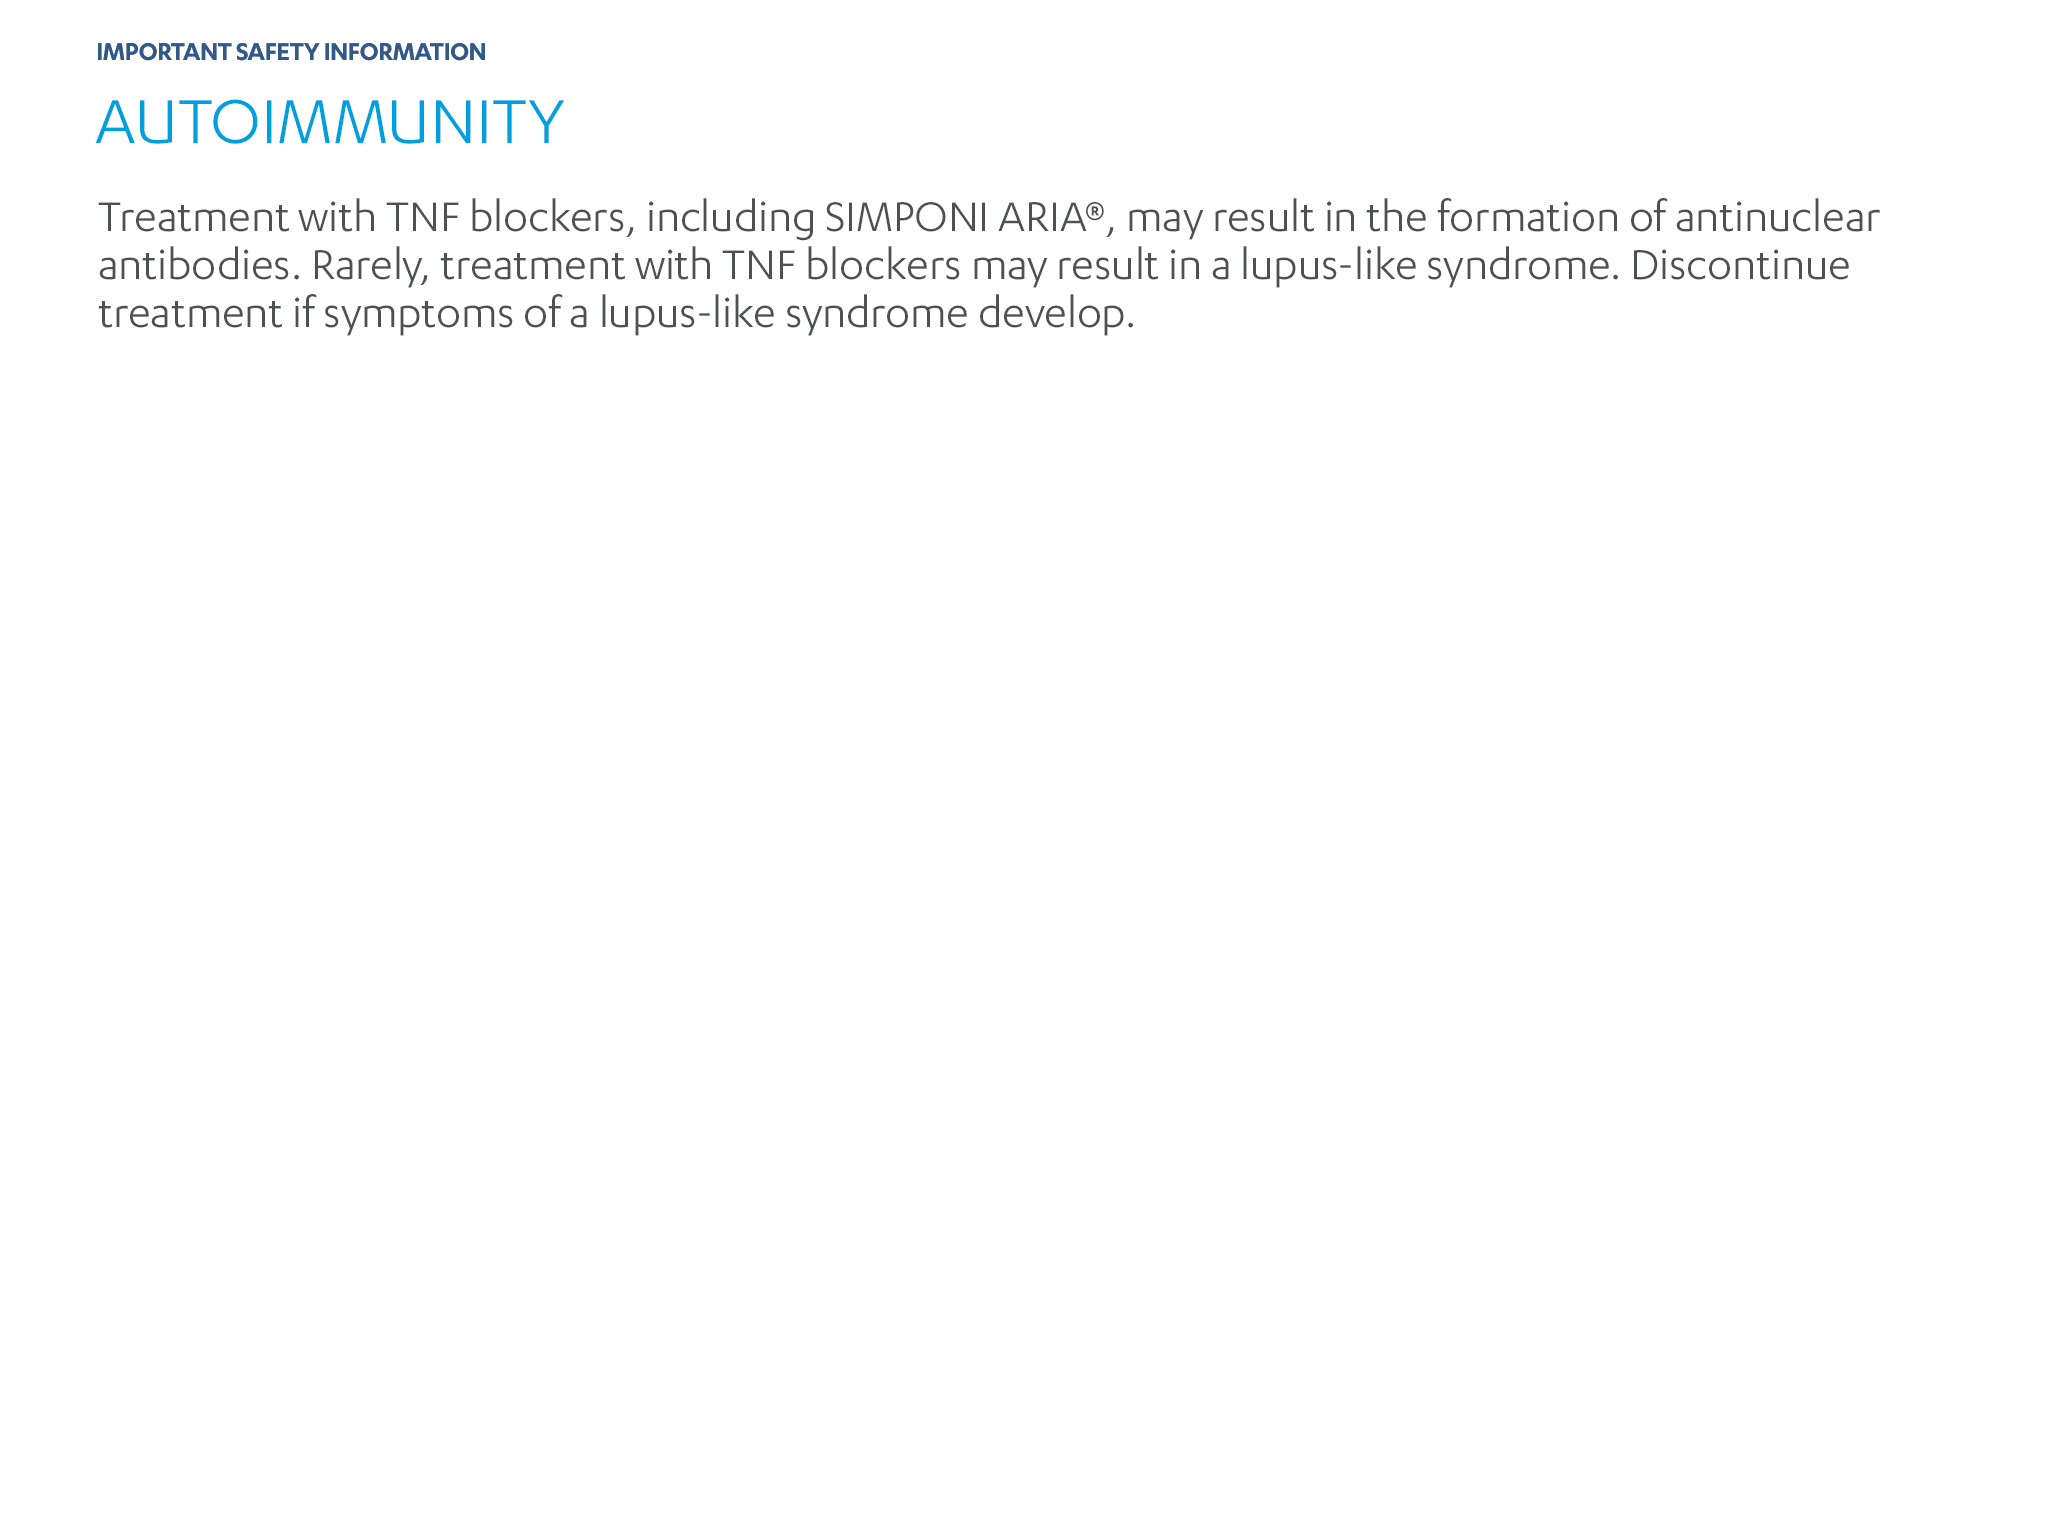 IMPORTANT SAFETY INFORMATION
AUTOIMMUNITY
Treatment with TNF blockers, including SIMPONI ARIA®, may result in the formation of antinuclear
antibodies. Rarely, treatment with TNF blockers may result in a lupus-like syndrome. Discontinue
treatment if symptoms of a lupus-like syndrome develop.